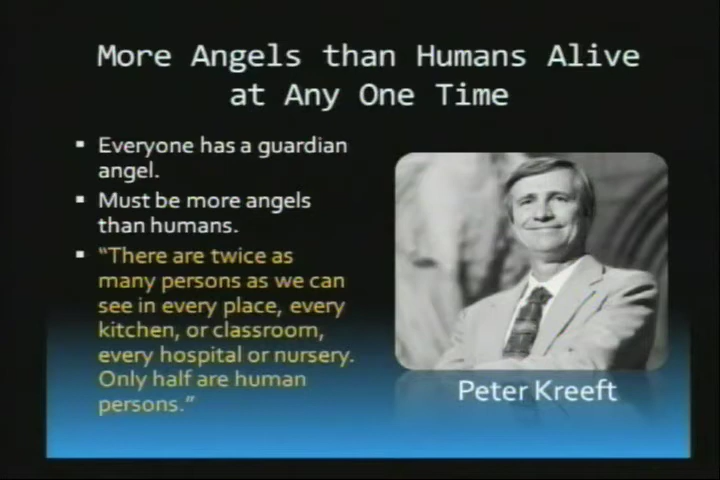 More Angels than Humans Alive
at Any One Time
▪ Everyone has a guardian
angel.
▪ Must be more angels
than humans.
▪ “There are twice as
many persons as we can
see in every place, every
kitchen, or classroom,
every hospital or nursery.
Only half are human
persons.”
Peter Kreeft